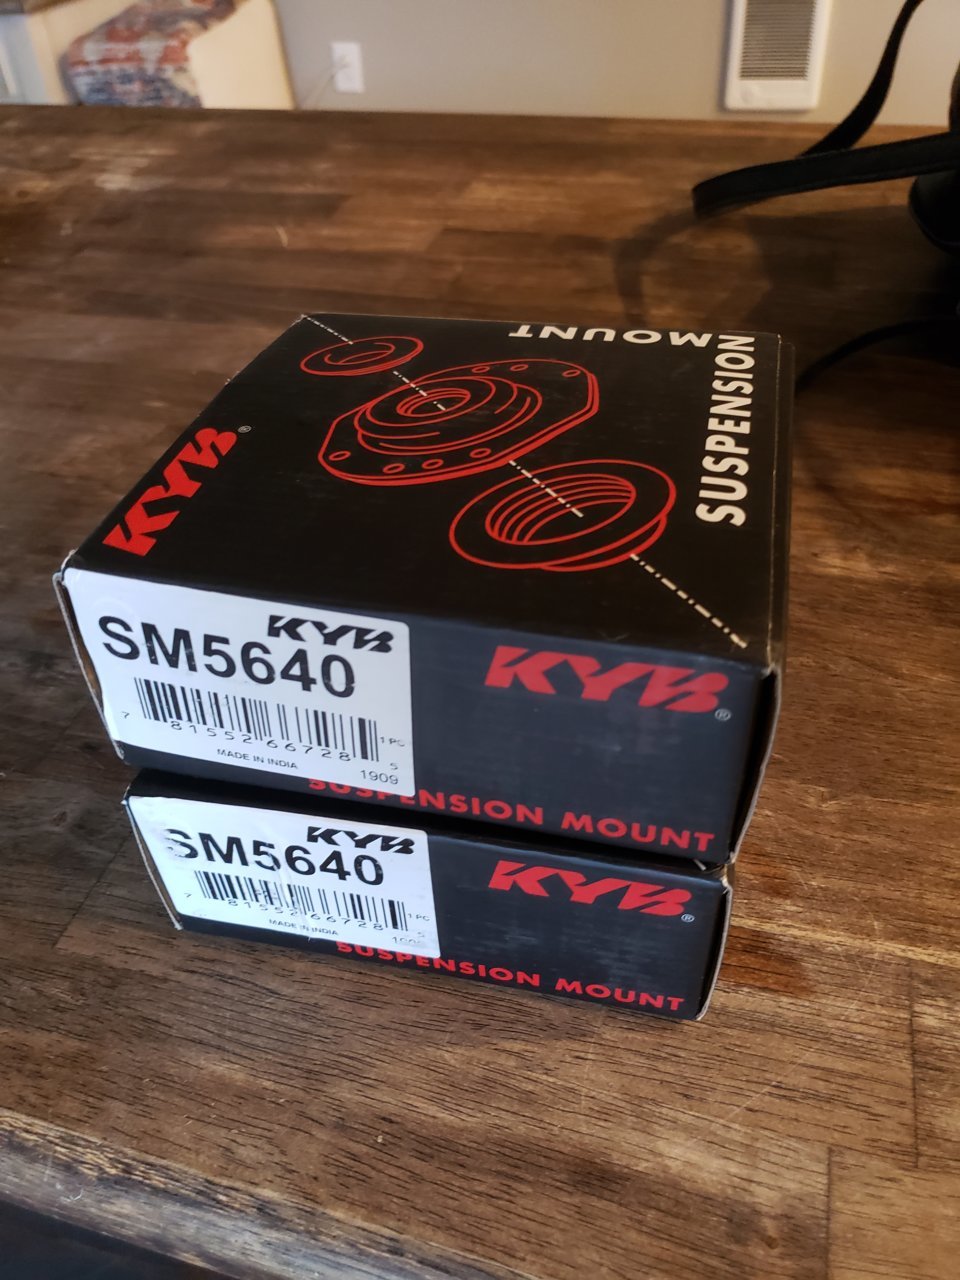 SUSPENSION
MOUNT
KYB®
KYB
SM5640
7 81552 66728 5
1 PC
MADE IN INDIA
1909
KYB®
SUSPENSION MOUNT
KYB
SM5640
7 81552 66728 5
1 PC
MADE IN INDIA
KYB®
SUSPENSION MOUNT